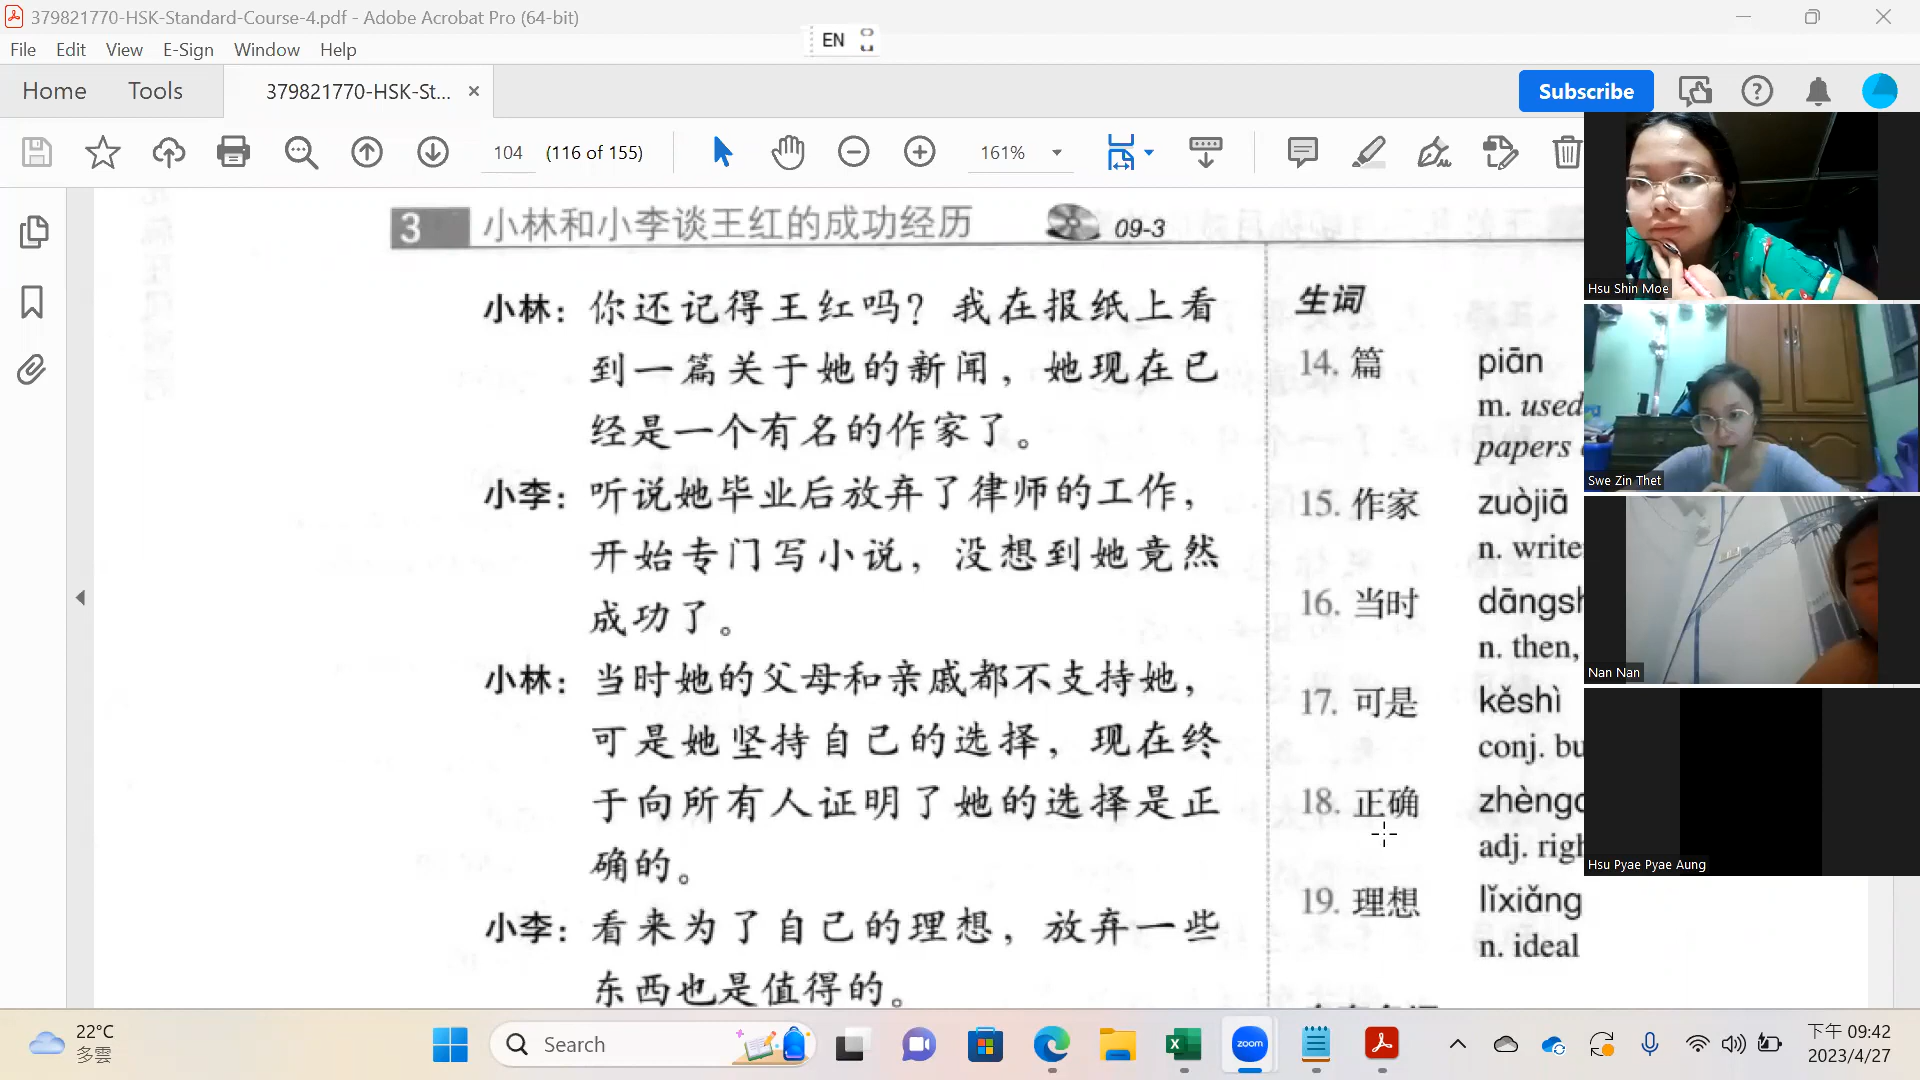 379821770-HSK-Standard-Course-4.pdf - Adobe Acrobat Pro (64-bit)
File Edit View E-Sign Window Help
EN
Home Tools 379821770-HSK-St... ×
Subscribe
104 (116 of 155) 161%
3 小林和小李谈王红的成功经历 09-3
小林：你还记得王红吗？我在报纸上看
到一篇关于她的新闻，她现在已
经是一个有名的作家了。
小李：听说她毕业后放弃了律师的工作，
开始专门写小说，没想到她竟然
成功了。
小林：当时她的父母和亲戚都不支持她，
可是她坚持自己的选择，现在终
于向所有人证明了她的选择是正
确的。
小李：看来为了自己的理想，放弃一些
东西也是值得的。
生词
14. 篇 piān
m. used
papers
15. 作家 zuòjiā
n. write
16. 当时 dāngsh
n. then,
17. 可是 kěshì
conj. bu
18. 正确 zhèngq
adj. righ
19. 理想 lǐxiǎng
n. ideal
Hsu Shin Moe
Swe Zin Thet
Nan Nan
Hsu Pyae Pyae Aung
22°C
多雲
Search
zoom
下午 09:42
2023/4/27